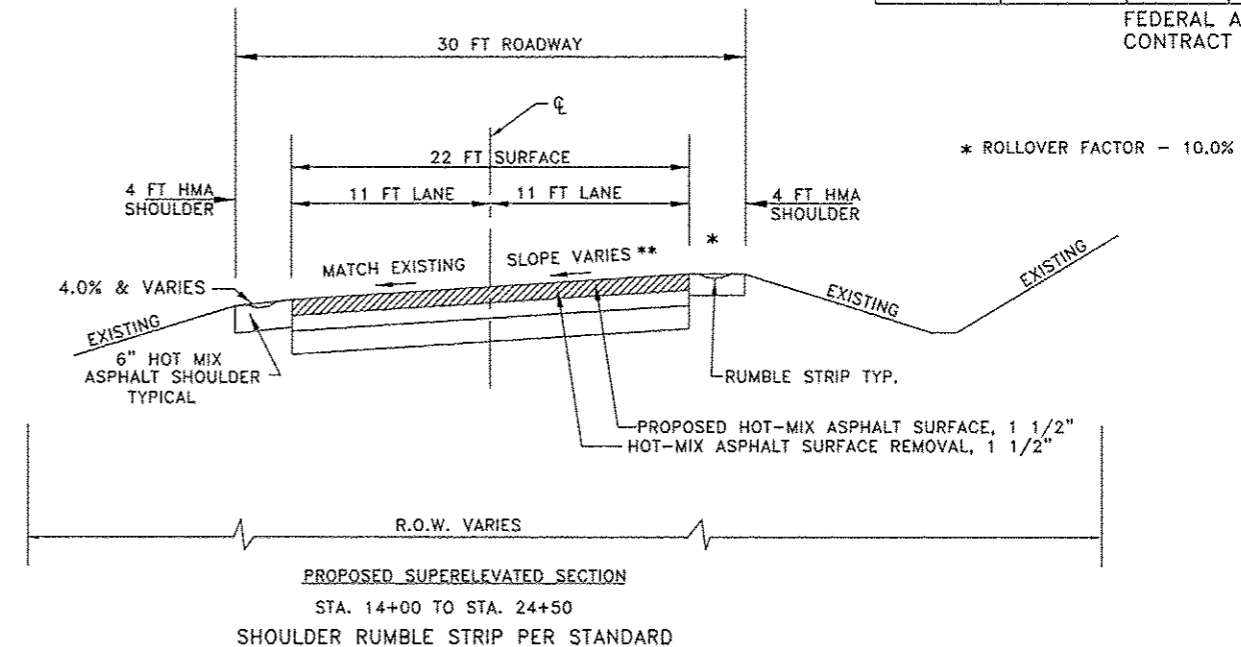 FEDERAL A
CONTRACT
30 FT ROADWAY
℄
* ROLLOVER FACTOR - 10.0%
22 FT SURFACE
4 FT HMA
SHOULDER
11 FT LANE
11 FT LANE
4 FT HMA
SHOULDER
*
MATCH EXISTING
SLOPE VARIES **
4.0% & VARIES
EXISTING
EXISTING
EXISTING
6" HOT MIX
ASPHALT SHOULDER
TYPICAL
RUMBLE STRIP TYP.
PROPOSED HOT-MIX ASPHALT SURFACE, 1 1/2"
HOT-MIX ASPHALT SURFACE REMOVAL, 1 1/2"
R.O.W. VARIES
PROPOSED SUPERELEVATED SECTION
STA. 14+00 TO STA. 24+50
SHOULDER RUMBLE STRIP PER STANDARD